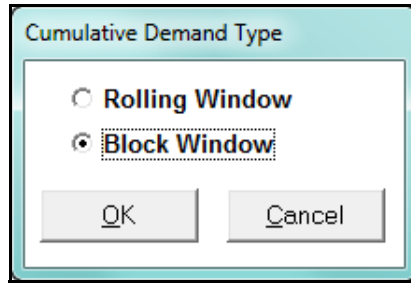 Cumulative Demand Type
Rolling Window
Block Window
OK Cancel